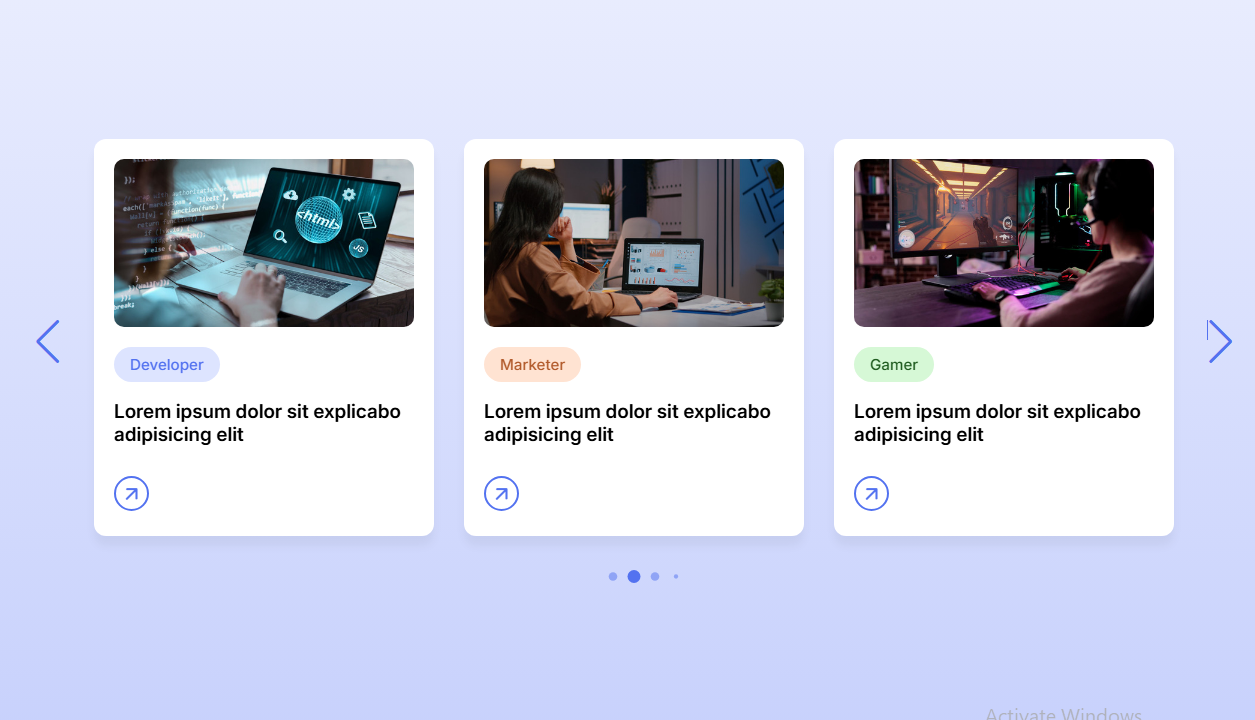 <html>
JS
Developer
Lorem ipsum dolor sit explicabo
adipisicing elit
Marketer
Lorem ipsum dolor sit explicabo
adipisicing elit
Gamer
Lorem ipsum dolor sit explicabo
adipisicing elit
Activate Windows